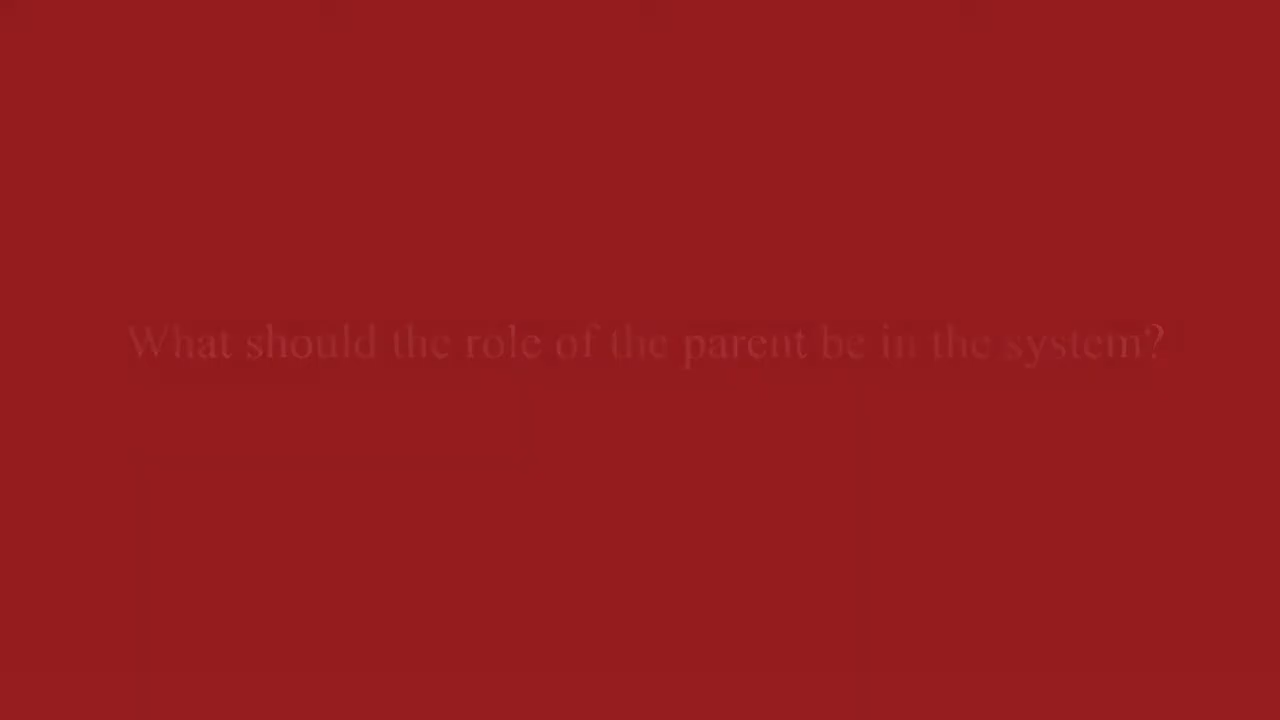 What should the role of the parent be in the system?